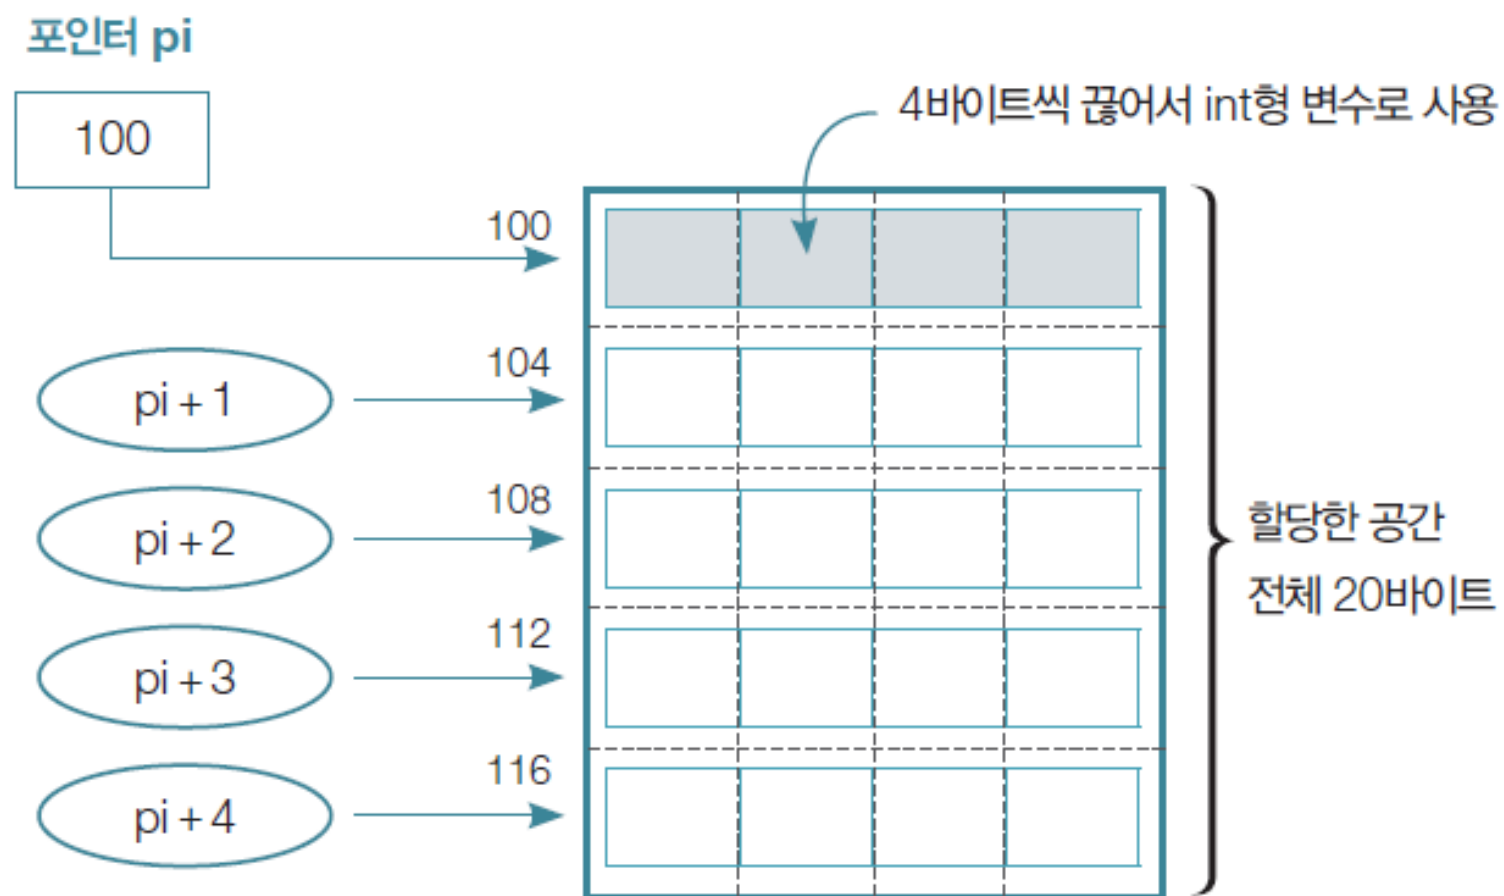 포인터 pi
100
4바이트씩 끊어서 int형 변수로 사용
100
pi + 1
104
pi + 2
108
pi + 3
112
pi + 4
116
할당한 공간
전체 20바이트